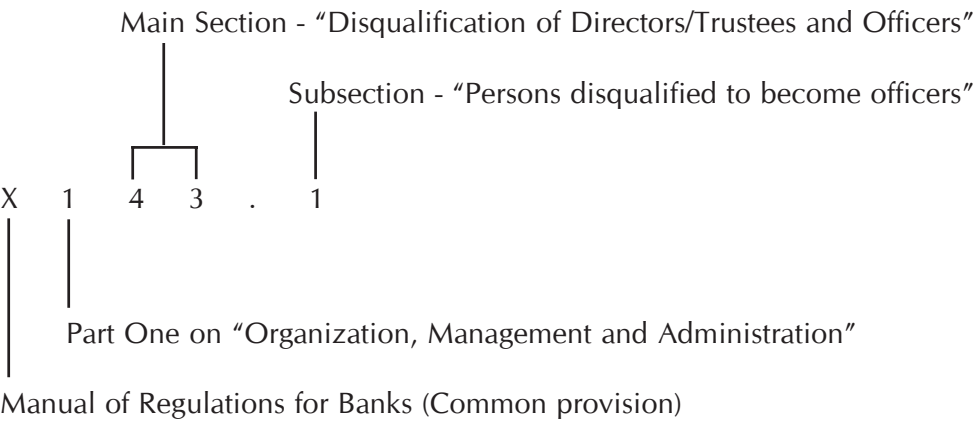 Main Section - “Disqualification of Directors/Trustees and Officers”
Subsection - “Persons disqualified to become officers”
X 1 4 3 . 1
Part One on “Organization, Management and Administration”
Manual of Regulations for Banks (Common provision)